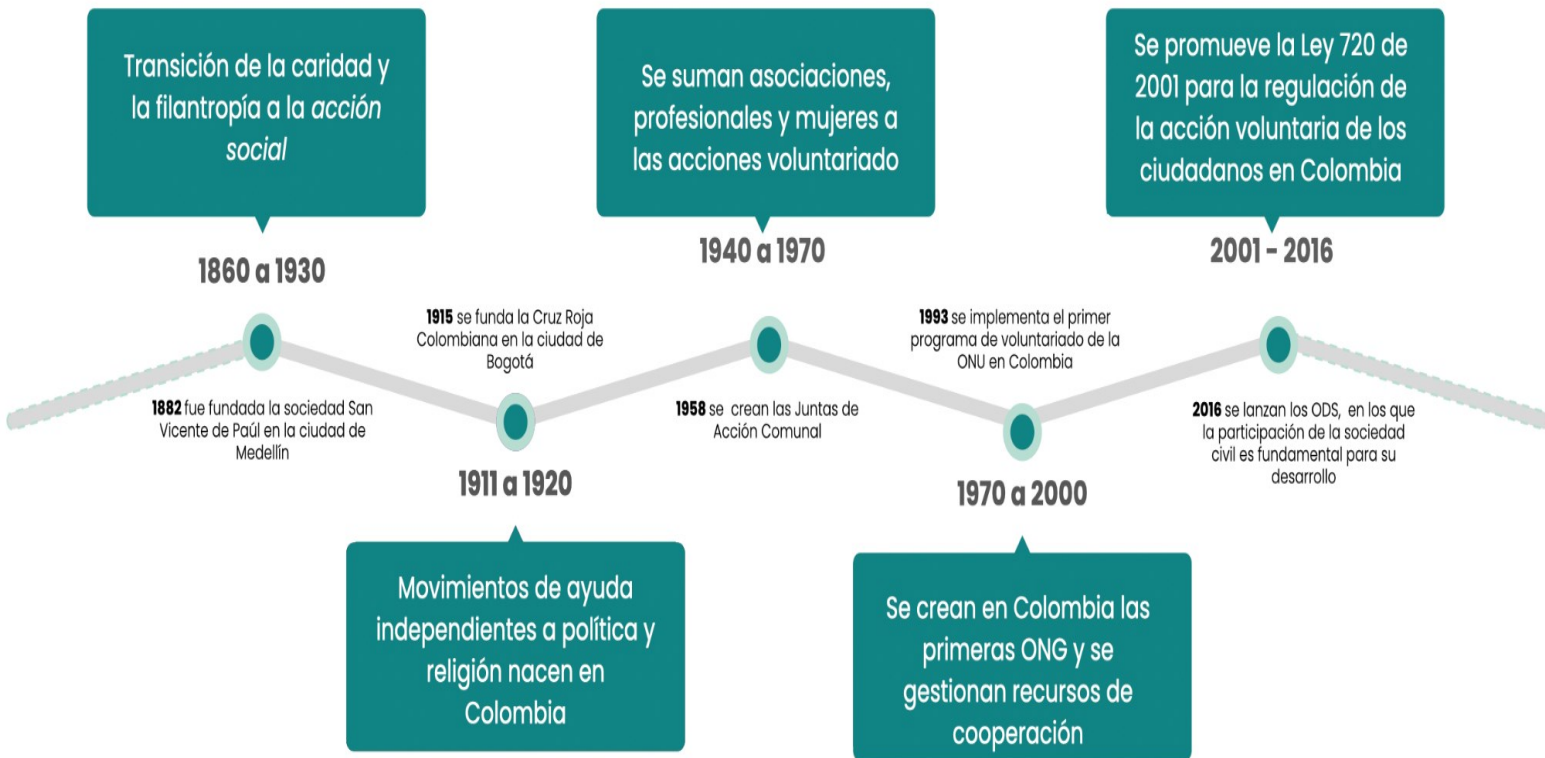 Transición de la caridad y
la filantropía a la acción
social
1860 a 1930
1882 fue fundada la sociedad San
Vicente de Paúl en la ciudad de
Medellín
1915 se funda la Cruz Roja
Colombiana en la ciudad de
Bogotá
1911 a 1920
Movimientos de ayuda
independientes a política y
religión nacen en
Colombia
Se suman asociaciones,
profesionales y mujeres a
las acciones voluntariado
1940 a 1970
1958 se crean las Juntas de
Acción Comunal
1993 se implementa el primer
programa de voluntariado de la
ONU en Colombia
1970 a 2000
Se crean en Colombia las
primeras ONG y se
gestionan recursos de
cooperación
Se promueve la Ley 720 de
2001 para la regulación de
la acción voluntaria de los
ciudadanos en Colombia
2001 - 2016
2016 se lanzan los ODS, en los que
la participación de la sociedad
civil es fundamental para su
desarrollo